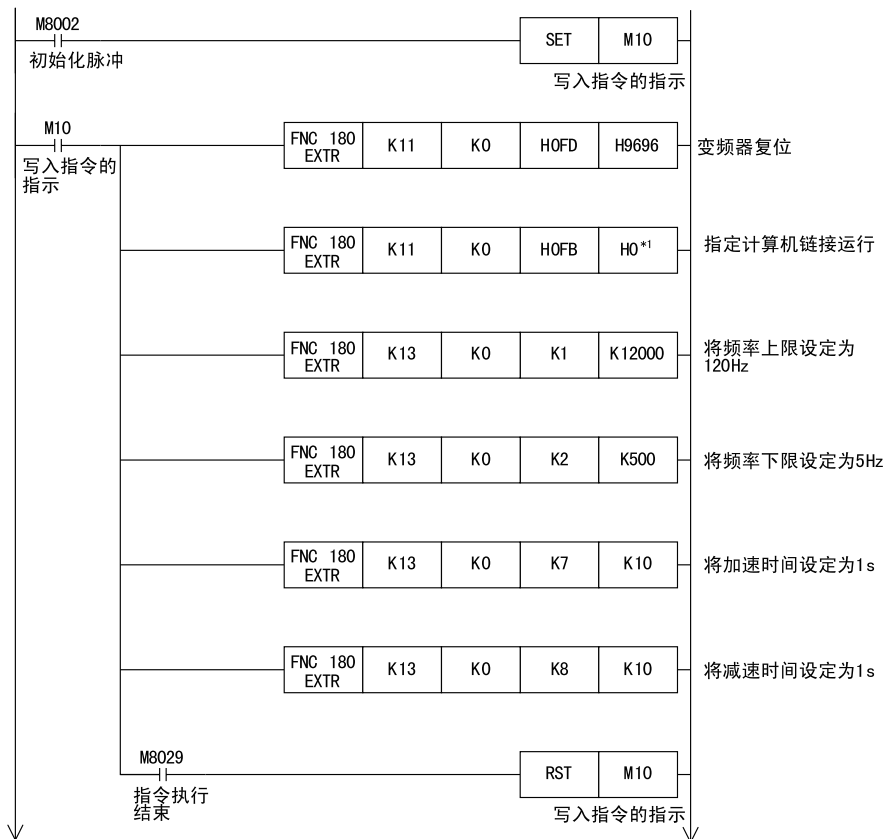 M8002
初始化脉冲
SET M10
写入指令的指示
M10
写入指令的
指示
FNC 180
EXTR K11 K0 H0FD H9696 变频器复位
FNC 180
EXTR K11 K0 H0FB H0*1 指定计算机链接运行
FNC 180
EXTR K13 K0 K1 K12000 将频率上限设定为
120Hz
FNC 180
EXTR K13 K0 K2 K500 将频率下限设定为5Hz
FNC 180
EXTR K13 K0 K7 K10 将加速时间设定为1s
FNC 180
EXTR K13 K0 K8 K10 将减速时间设定为1s
M8029
指令执行
结束
RST M10
写入指令的指示